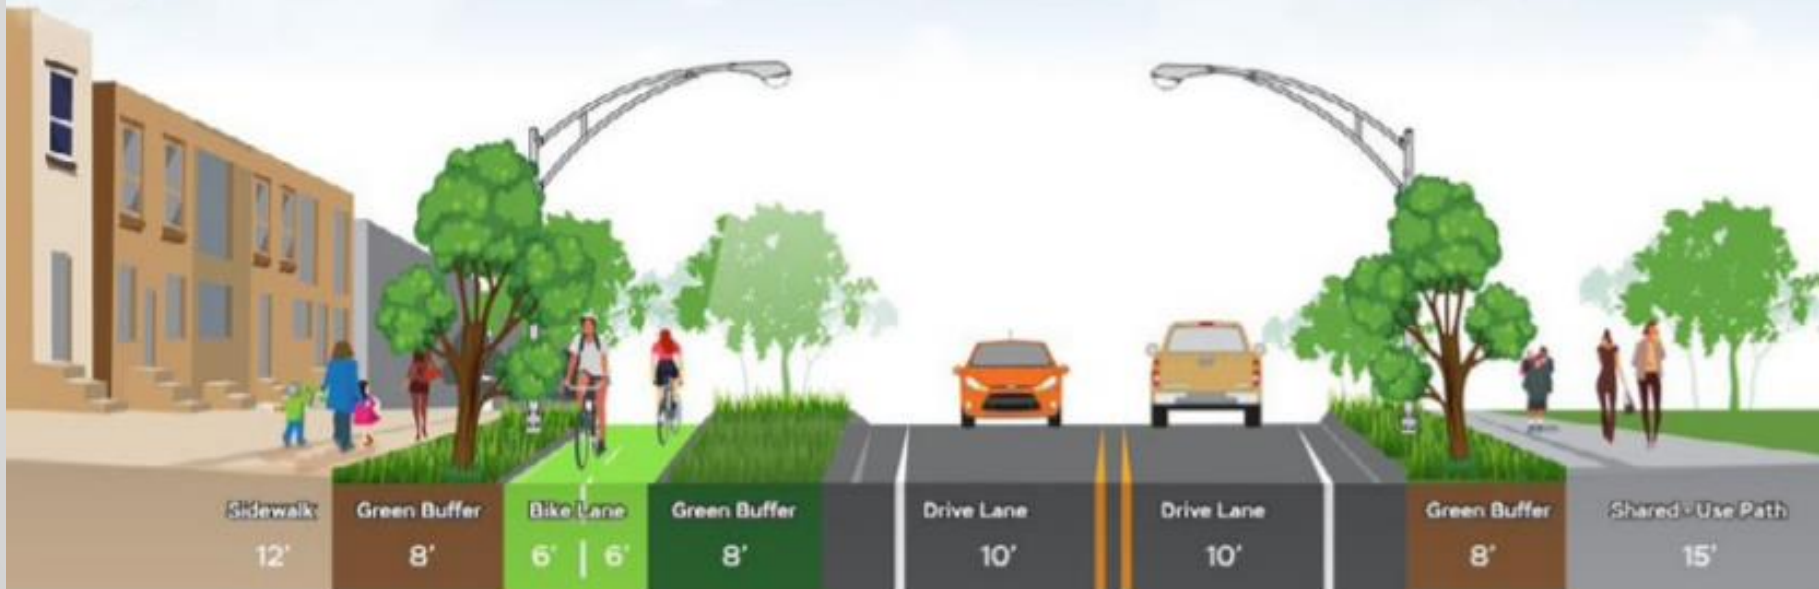 Sidewalk
12'
Green Buffer
8'
Bike Lane
6' | 6'
Green Buffer
8'
Drive Lane
10'
Drive Lane
10'
Green Buffer
8'
Shared - Use Path
15'